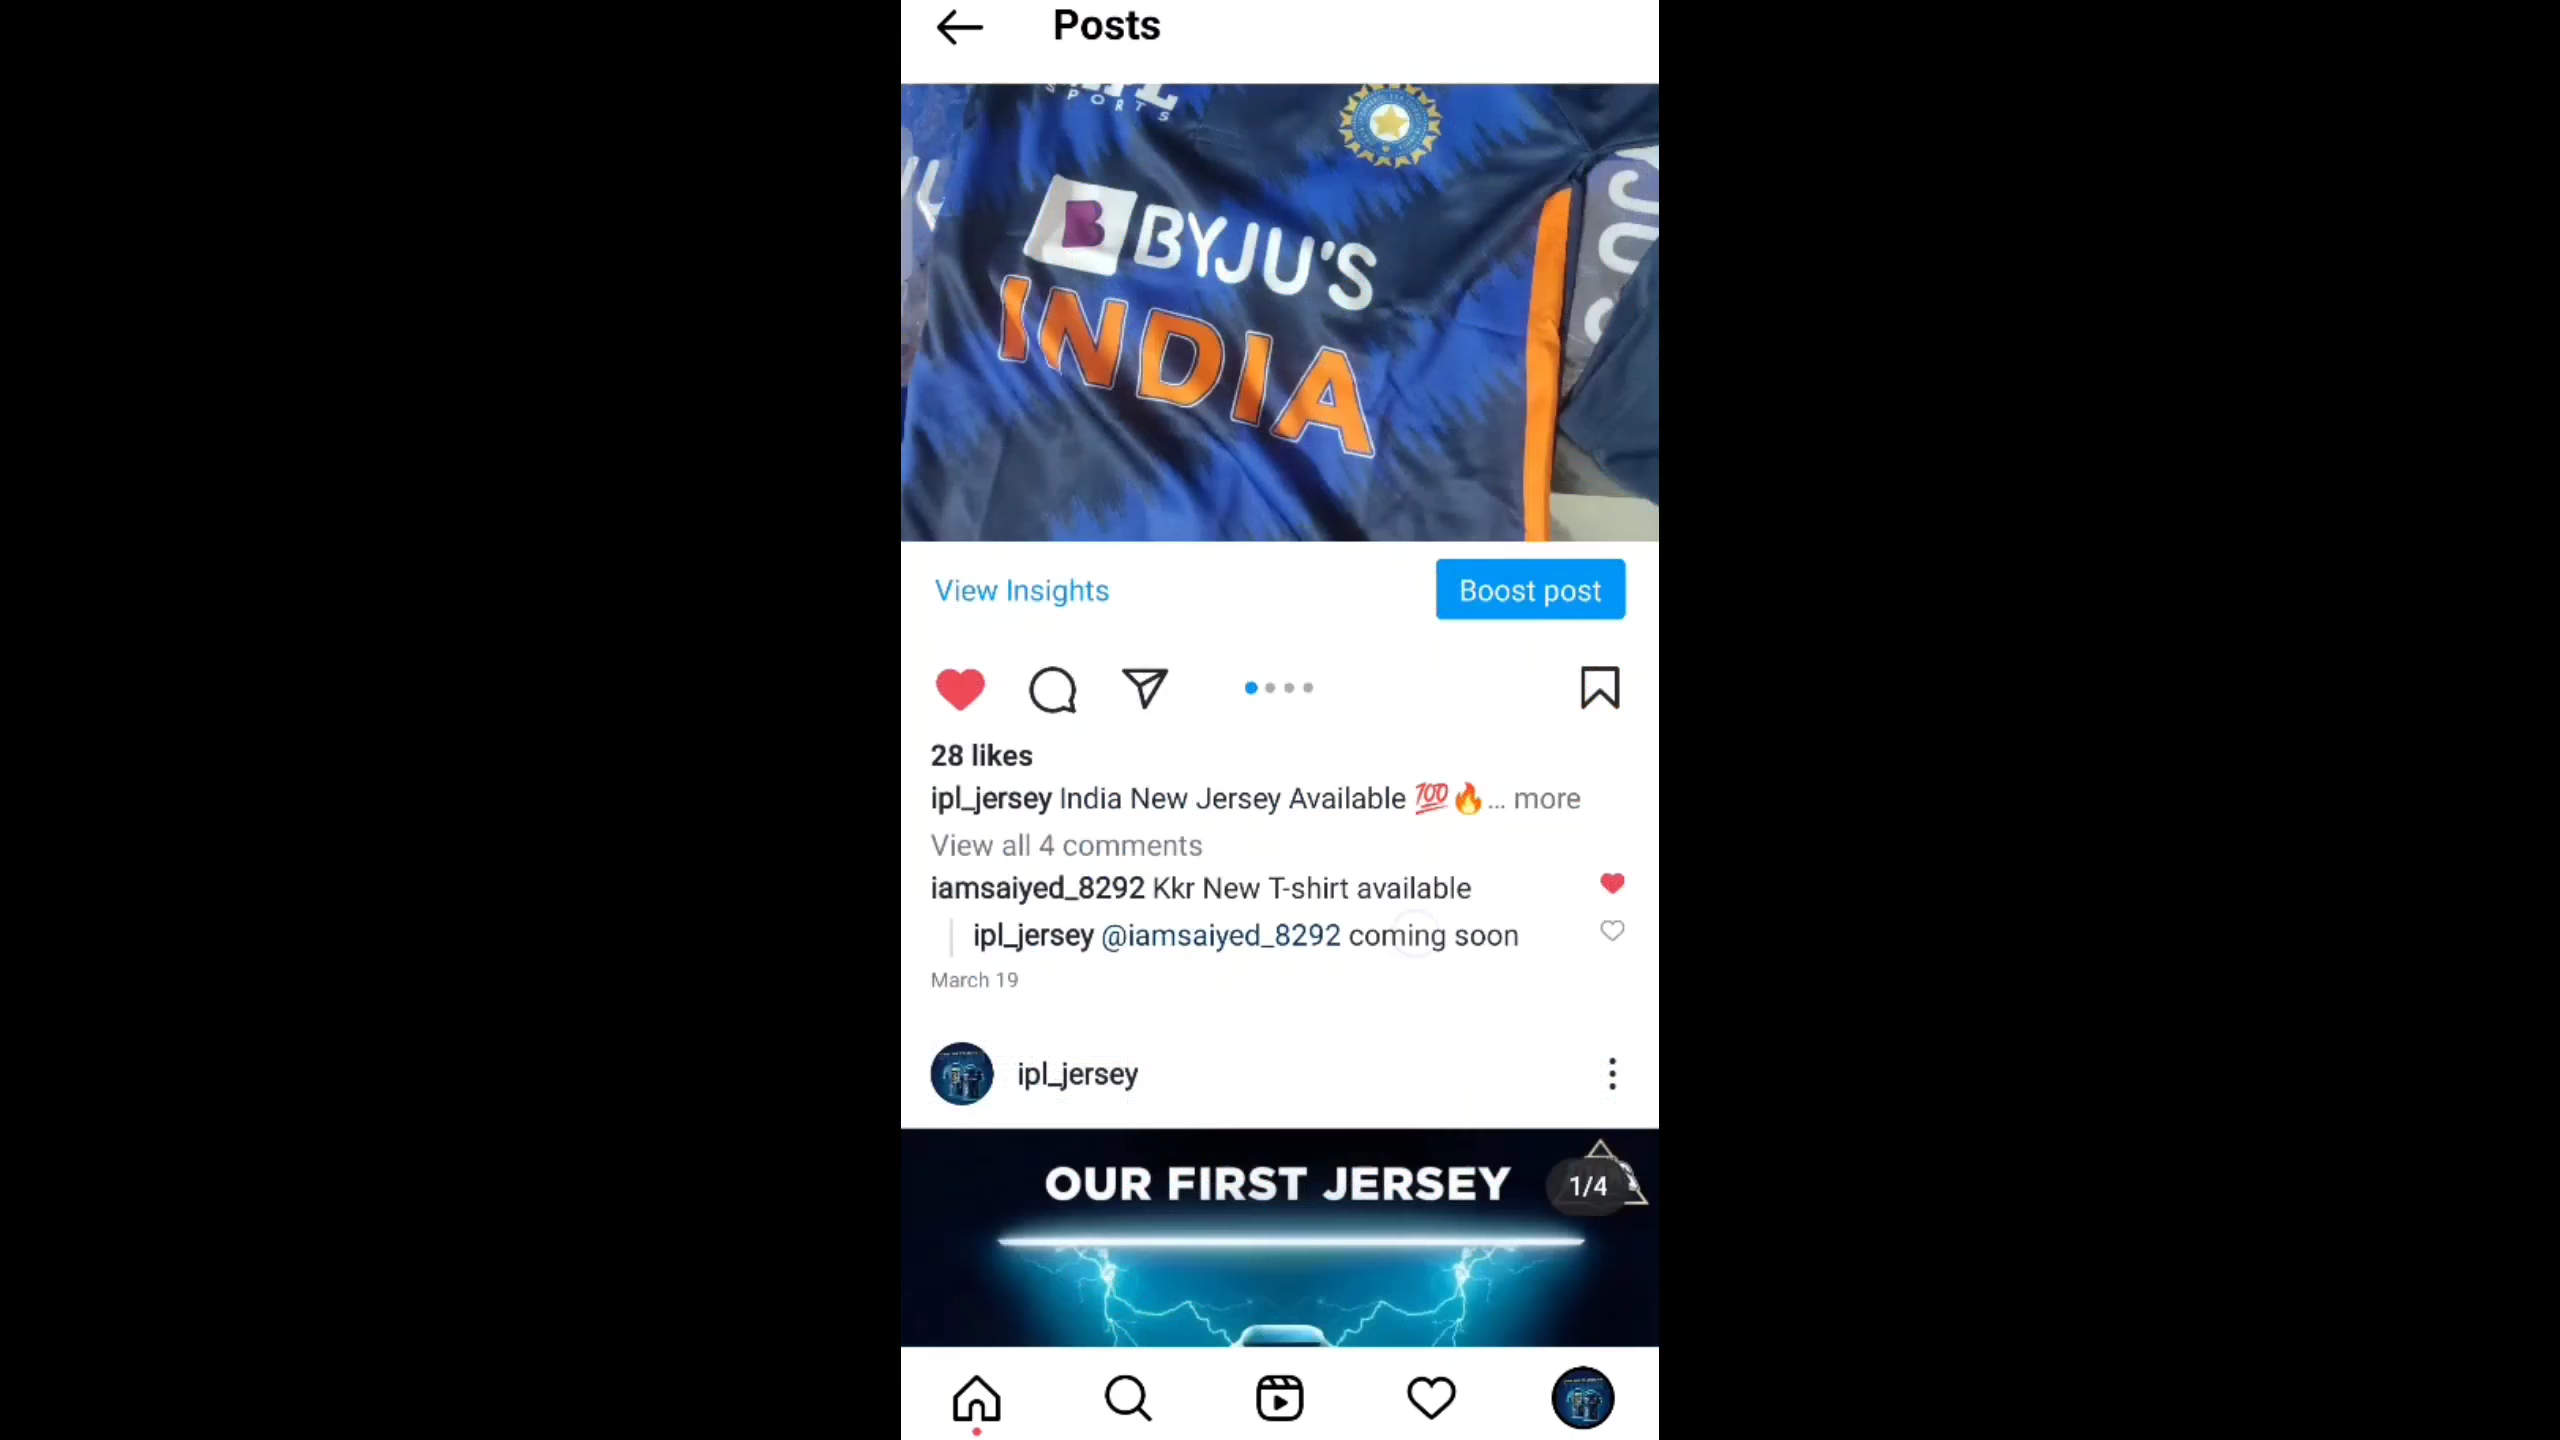 Posts
SPORTS
B BYJU'S
INDIA
View Insights
Boost post
28 likes
ipl_jersey India New Jersey Available 💯🔥... more
View all 4 comments
iamsaiyed_8292 Kkr New T-shirt available
ipl_jersey @iamsaiyed_8292 coming soon
March 19
ipl_jersey
OUR FIRST JERSEY
1/4